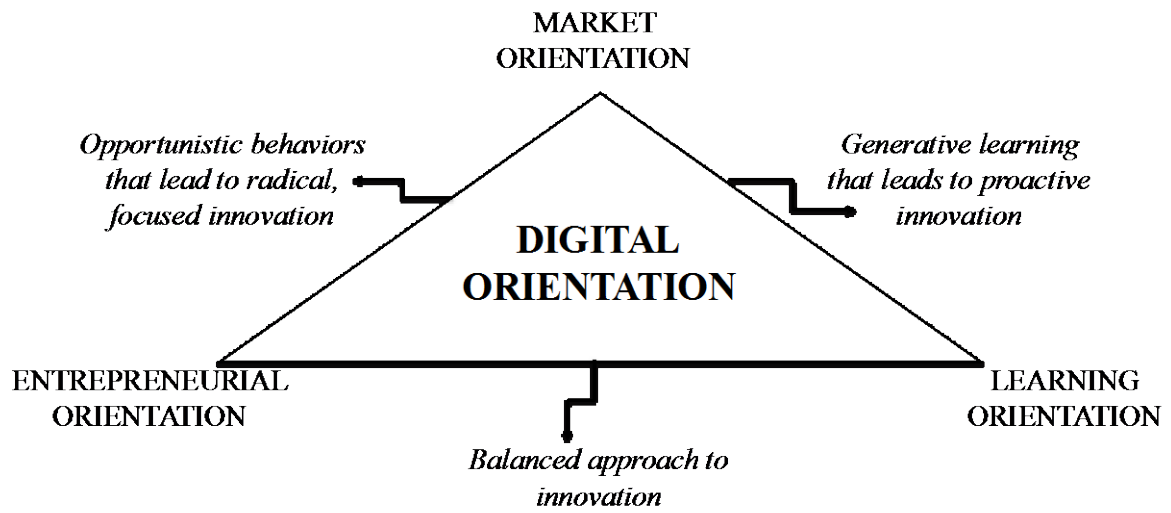 MARKET
ORIENTATION
Opportunistic behaviors
that lead to radical,
focused innovation
Generative learning
that leads to proactive
innovation
DIGITAL
ORIENTATION
ENTREPRENEURIAL
ORIENTATION
LEARNING
ORIENTATION
Balanced approach to
innovation